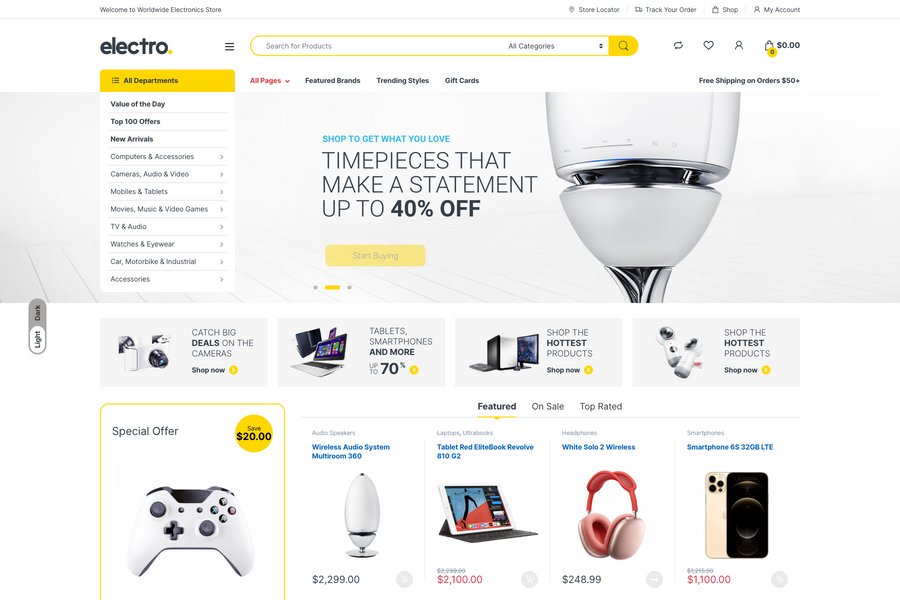 Welcome to Worldwide Electronics Store
Store Locator
Track Your Order
Shop
My Account
electro.
Search for Products
All Categories
0
$0.00
All Departments
All Pages
Featured Brands
Trending Styles
Gift Cards
Free Shipping on Orders $50+
Value of the Day
Top 100 Offers
New Arrivals
Computers & Accessories
Cameras, Audio & Video
Mobiles & Tablets
Movies, Music & Video Games
TV & Audio
Watches & Eyewear
Car, Motorbike & Industrial
Accessories
SHOP TO GET WHAT YOU LOVE
TIMEPIECES THAT
MAKE A STATEMENT
UP TO 40% OFF
Start Buying
Dark
Light
CATCH BIG
DEALS ON THE
CAMERAS
Shop now
TABLETS,
SMARTPHONES
AND MORE
UP TO 70%
SHOP THE
HOTTEST
PRODUCTS
Shop now
SHOP THE
HOTTEST
PRODUCTS
Shop now
Special Offer
Save
$20.00
Featured
On Sale
Top Rated
Audio Speakers
Wireless Audio System
Multiroom 360
$2,299.00
Laptops, Ultrabooks
Tablet Red EliteBook Revolve
810 G2
$2,299.00
$2,100.00
Headphones
White Solo 2 Wireless
$248.99
Smartphones
Smartphone 6S 32GB LTE
$1,215.00
$1,100.00